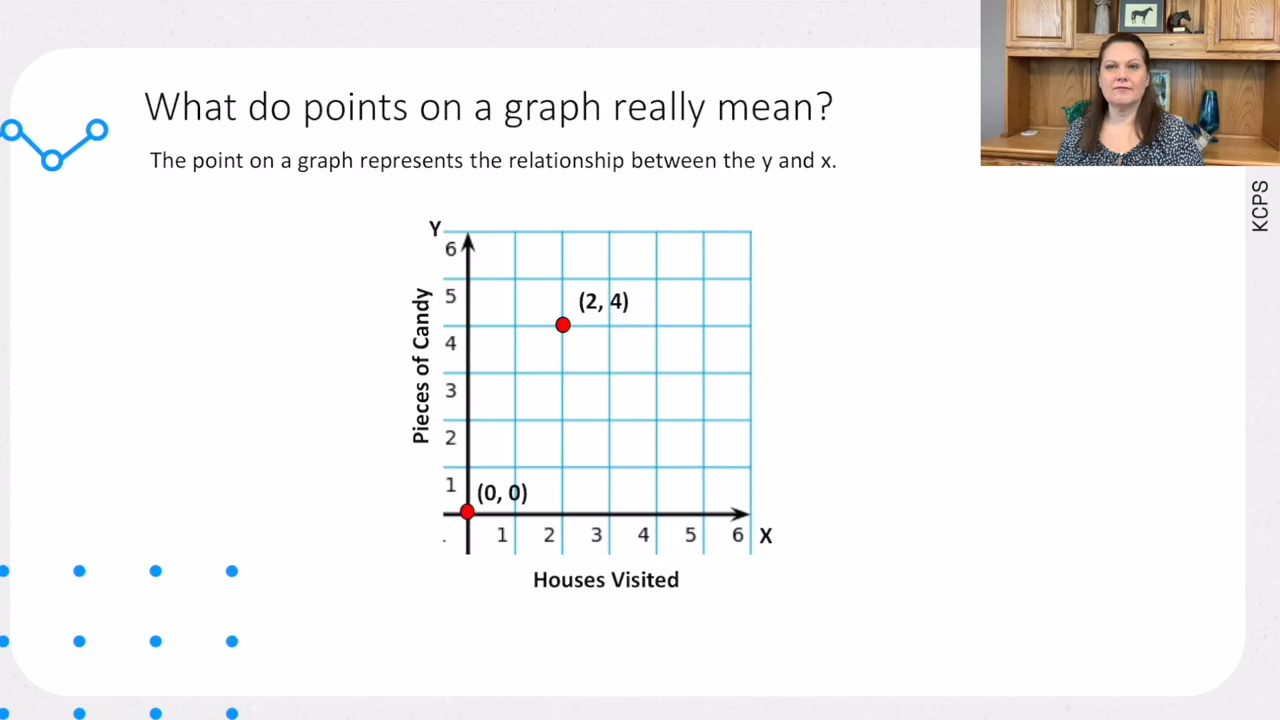 What do points on a graph really mean?
The point on a graph represents the relationship between the y and x.
KCPS
Y
6
5
4
3
2
1
Pieces of Candy
(2, 4)
(0, 0)
. 1 2 3 4 5 6 X
Houses Visited